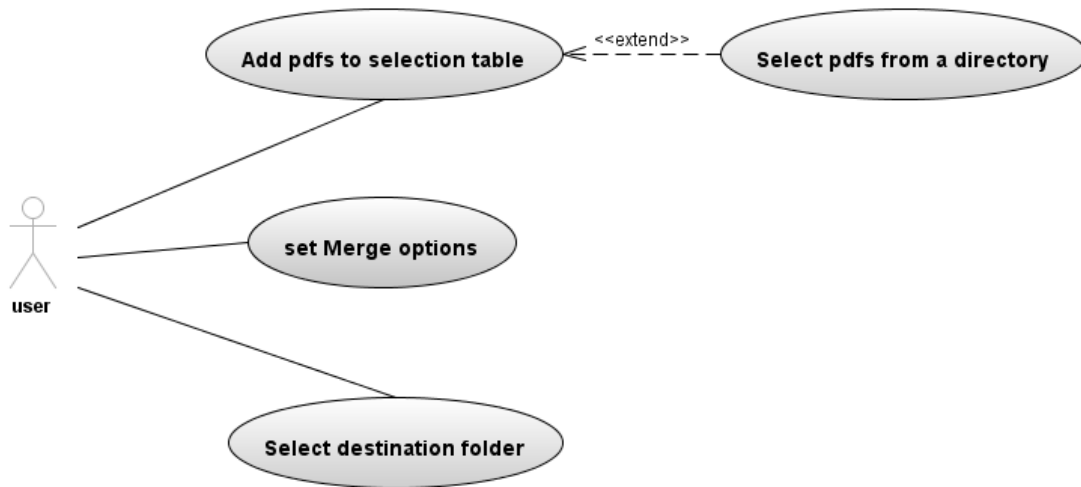 <<extend>>
Add pdfs to selection table
Select pdfs from a directory
set Merge options
user
Select destination folder